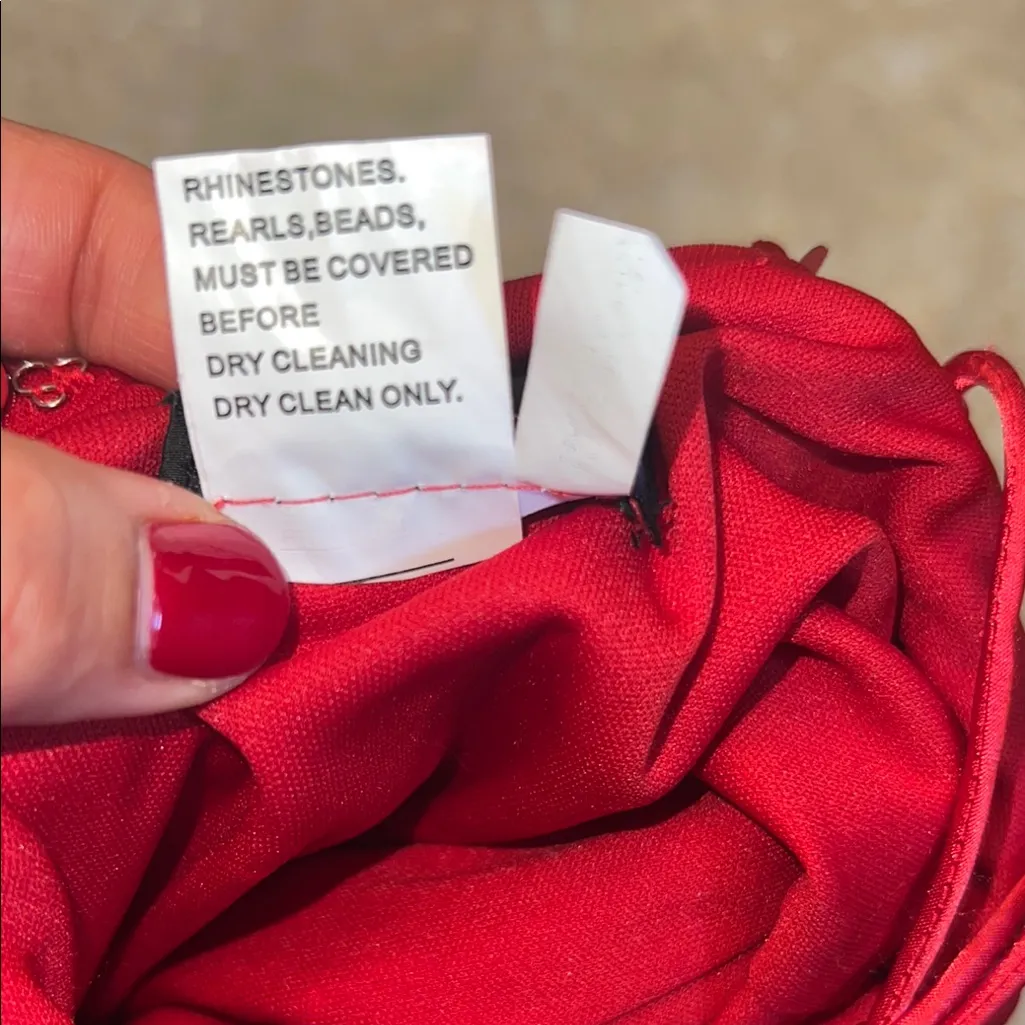 RHINESTONES.
REARLS,BEADS,
MUST BE COVERED
BEFORE
DRY CLEANING
DRY CLEAN ONLY.